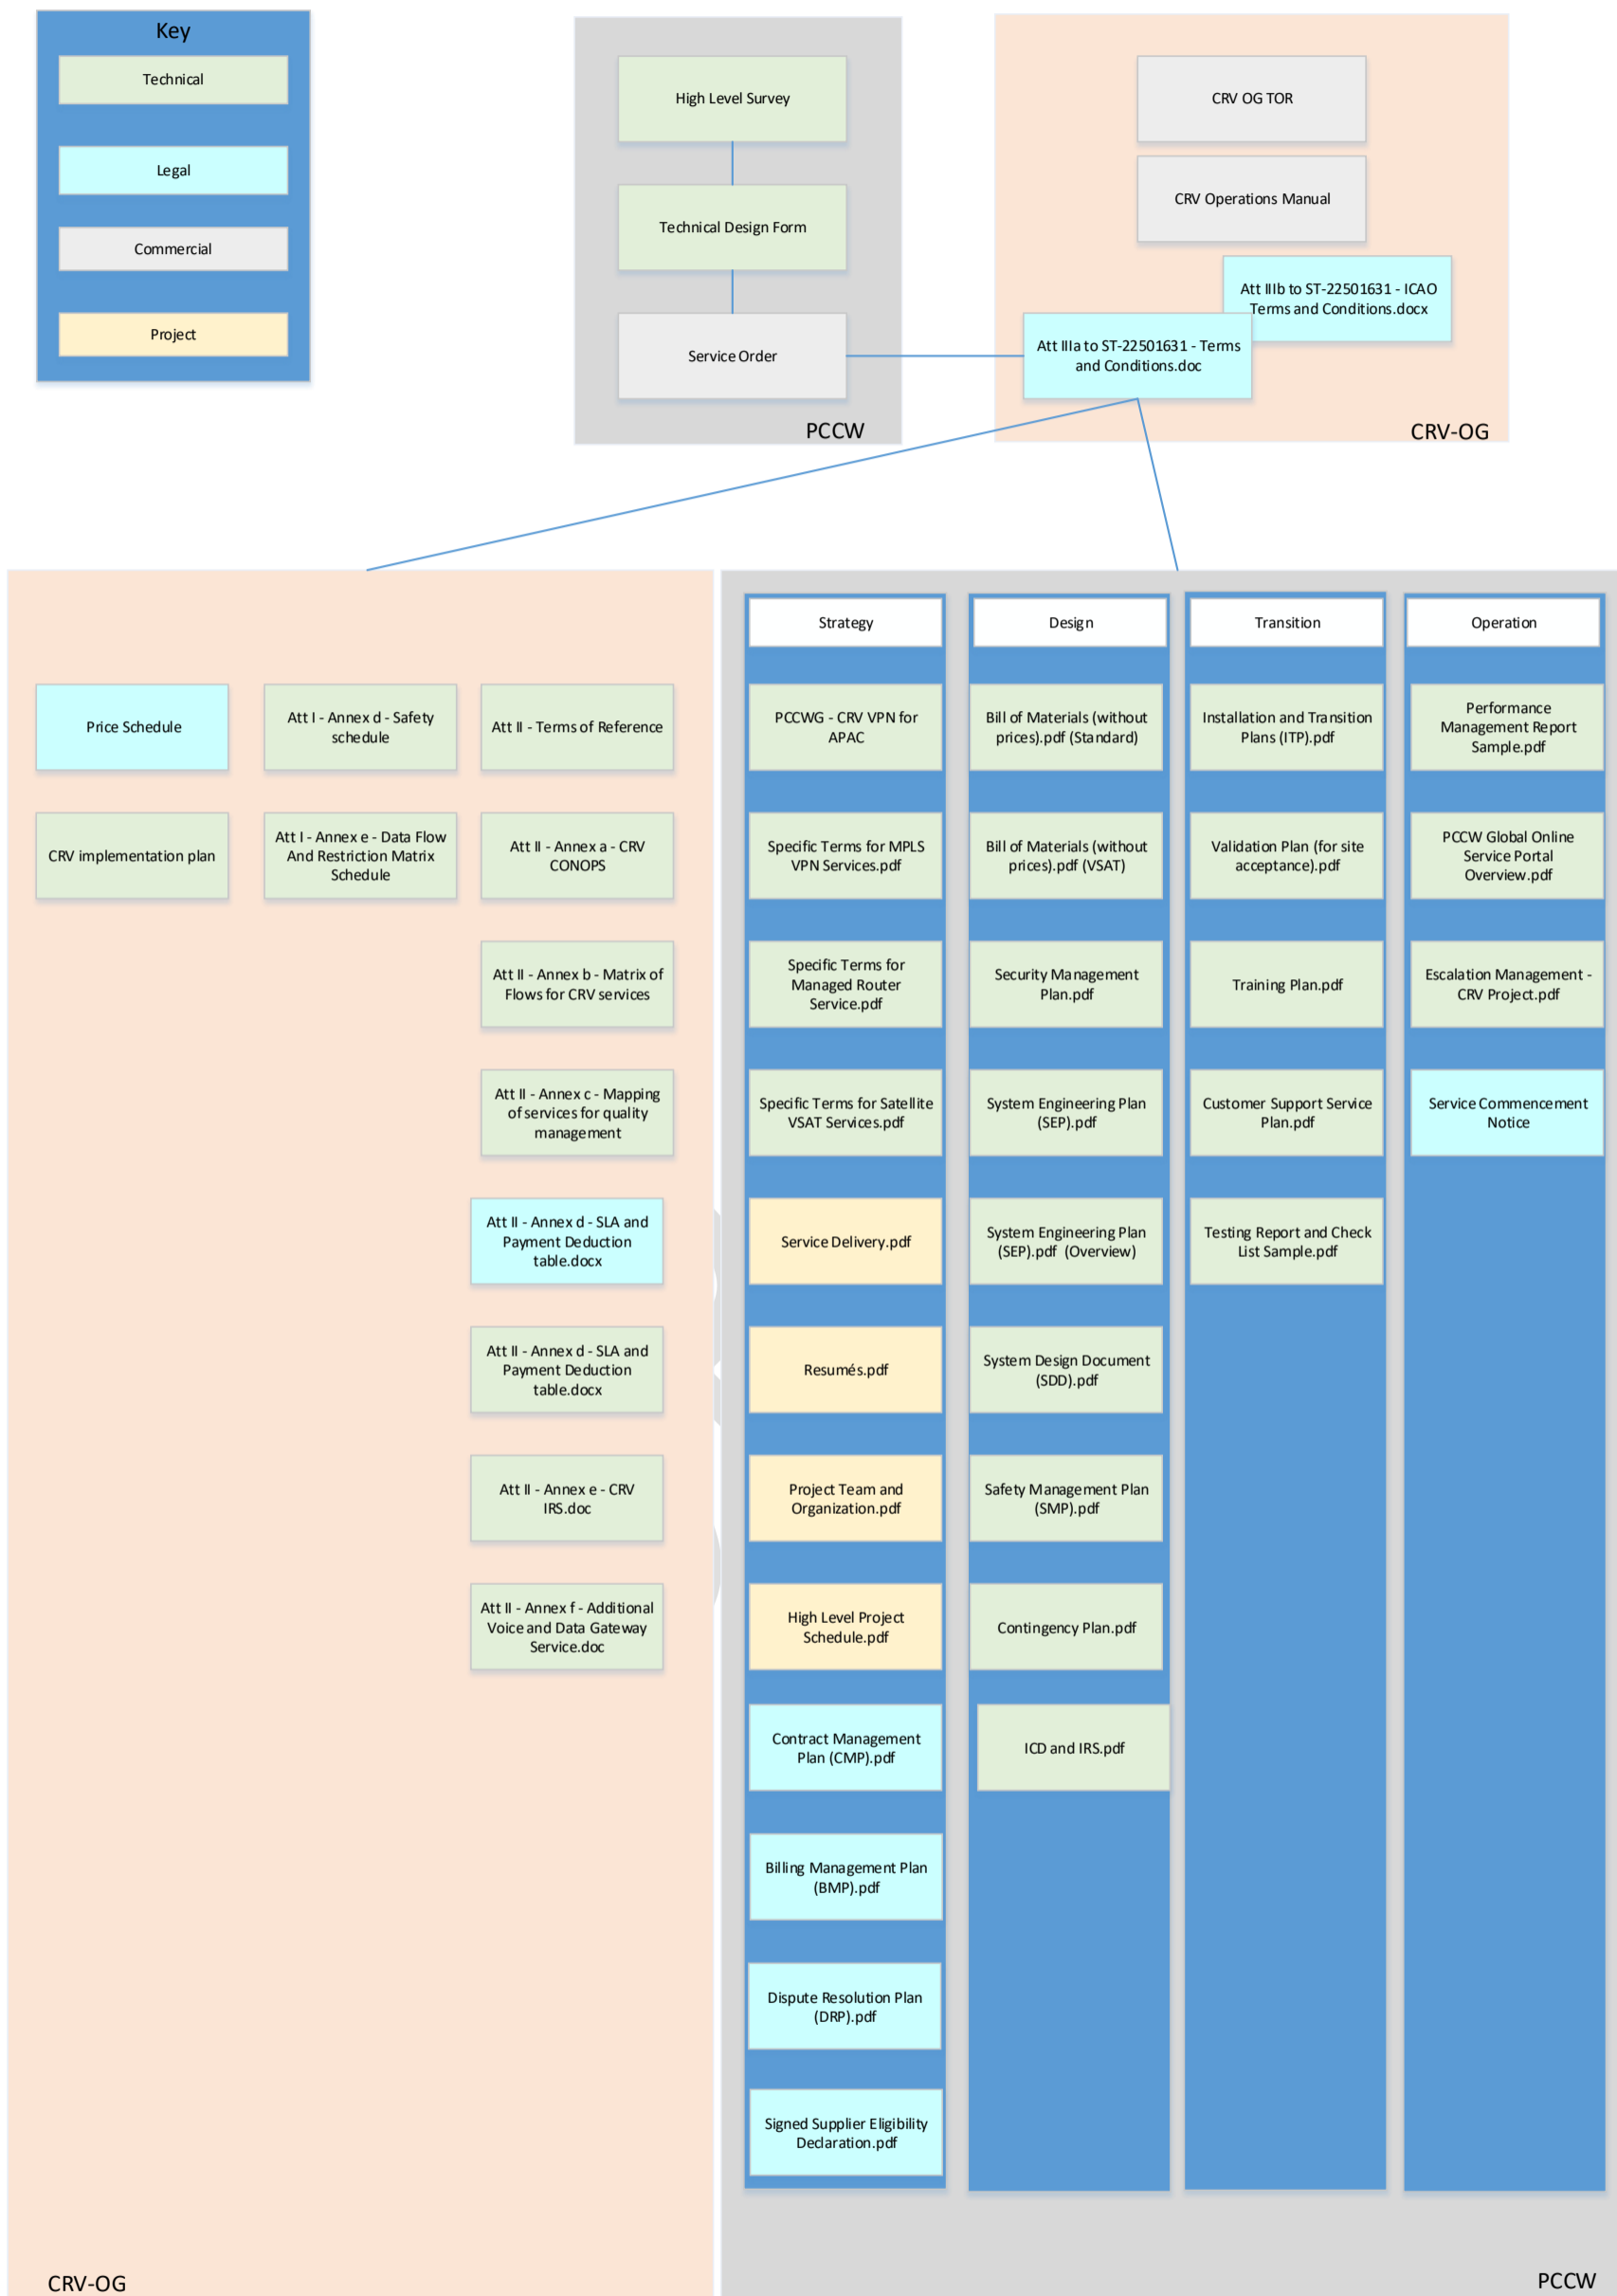 Key
Technical
Legal
Commercial
Project
High Level Survey
Technical Design Form
Service Order
PCCW
CRV OG TOR
CRV Operations Manual
Att IIIb to ST-22501631 - ICAO
Terms and Conditions.docx
Att IIIa to ST-22501631 - Terms
and Conditions.doc
CRV-OG
Price Schedule
CRV implementation plan
Att I - Annex d - Safety
schedule
Att I - Annex e - Data Flow
And Restriction Matrix
Schedule
Att II - Terms of Reference
Att II - Annex a - CRV
CONOPS
Att II - Annex b - Matrix of
Flows for CRV services
Att II - Annex c - Mapping
of services for quality
management
Att II - Annex d - SLA and
Payment Deduction
table.docx
Att II - Annex d - SLA and
Payment Deduction
table.docx
Att II - Annex e - CRV
IRS.doc
Att II - Annex f - Additional
Voice and Data Gateway
Service.doc
CRV-OG
Strategy
PCCWG - CRV VPN for
APAC
Specific Terms for MPLS
VPN Services.pdf
Specific Terms for
Managed Router
Service.pdf
Specific Terms for Satellite
VSAT Services.pdf
Service Delivery.pdf
Resumés.pdf
Project Team and
Organization.pdf
High Level Project
Schedule.pdf
Contract Management
Plan (CMP).pdf
Billing Management Plan
(BMP).pdf
Dispute Resolution Plan
(DRP).pdf
Signed Supplier Eligibility
Declaration.pdf
Design
Bill of Materials (without
prices).pdf (Standard)
Bill of Materials (without
prices).pdf (VSAT)
Security Management
Plan.pdf
System Engineering Plan
(SEP).pdf
System Engineering Plan
(SEP).pdf (Overview)
System Design Document
(SDD).pdf
Safety Management Plan
(SMP).pdf
Contingency Plan.pdf
ICD and IRS.pdf
Transition
Installation and Transition
Plans (ITP).pdf
Validation Plan (for site
acceptance).pdf
Training Plan.pdf
Customer Support Service
Plan.pdf
Testing Report and Check
List Sample.pdf
Operation
Performance
Management Report
Sample.pdf
PCCW Global Online
Service Portal
Overview.pdf
Escalation Management -
CRV Project.pdf
Service Commencement
Notice
PCCW